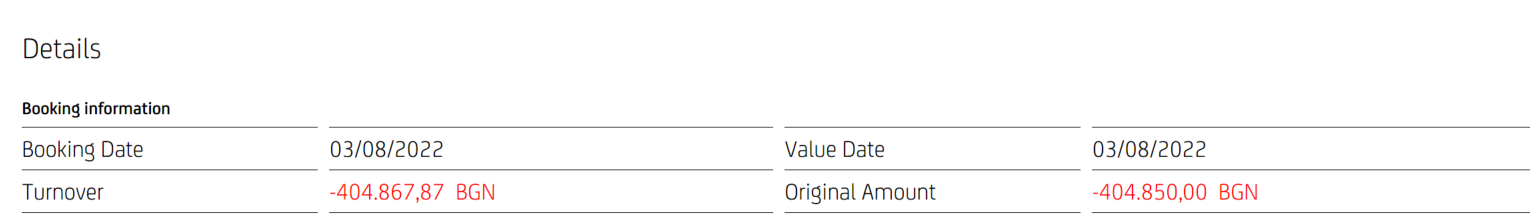 Details
Booking information
Booking Date 03/08/2022 Value Date 03/08/2022
Turnover -404.867,87 BGN Original Amount -404.850,00 BGN